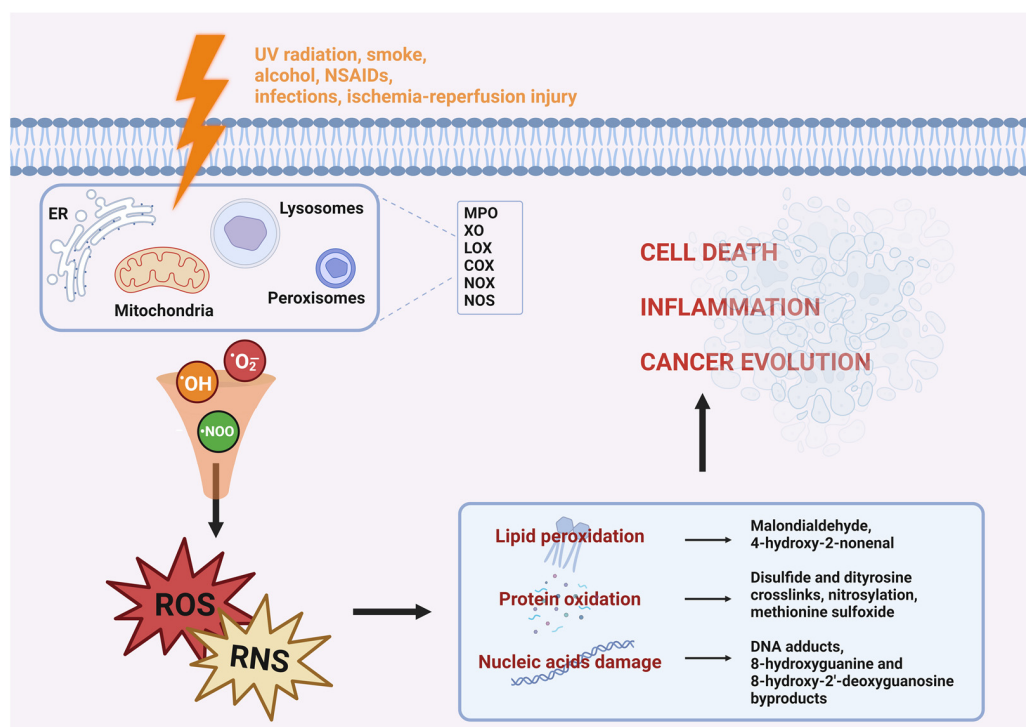 UV radiation, smoke,
alcohol, NSAIDs,
infections, ischemia-reperfusion injury
ER
Lysosomes
Mitochondria
Peroxisomes
MPO
XO
LOX
COX
NOX
NOS
CELL DEATH
INFLAMMATION
CANCER EVOLUTION
•O₂⁻
•OH
•NOO
ROS
RNS
Lipid peroxidation
Malondialdehyde,
4-hydroxy-2-nonenal
Protein oxidation
Disulfide and dityrosine
crosslinks, nitrosylation,
methionine sulfoxide
Nucleic acids damage
DNA adducts,
8-hydroxyguanine and
8-hydroxy-2'-deoxyguanosine
byproducts